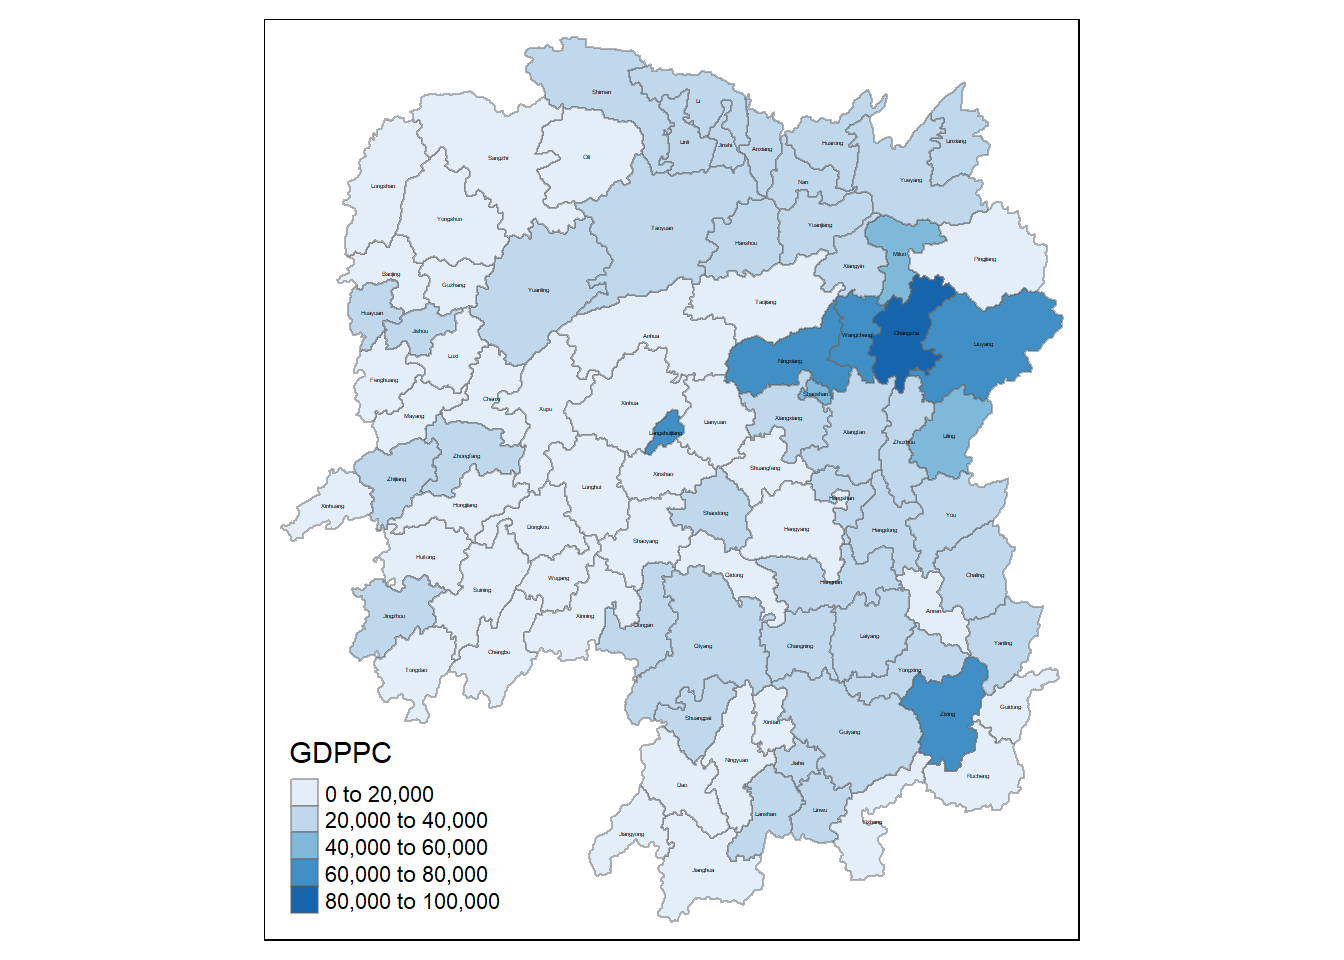 Shimen
Li
Linli
Jinshi
Anxiang
Huarong
Linxiang
Sangzhi
Cili
Nan
Yueyang
Longshan
Yongshun
Taoyuan
Hanshou
Yuanjiang
Miluo
Pingjiang
Xiangyin
Baojing
Guzhang
Yuanling
Taojiang
Huayuan
Jishou
Anhua
Wangcheng
Changsha
Liuyang
Luxi
Ningxiang
Fenghuang
Shaoshan
Chenxi
Xupu
Xinhua
Mayang
Lianyuan
Xiangxiang
Xiangtan
Liling
Lengshuijiang
Zhuzhou
Zhongfang
Shuangfeng
Zhijiang
Xinshao
Longhui
Hengshan
Xinhuang
Hongjiang
Shaodong
You
Dongkou
Hengyang
Hengdong
Shaoyang
Huitong
Qidong
Chaling
Wugang
Hengnan
Suining
Anren
Jingzhou
Xinning
Dongan
Leiyang
Yanling
Qiyang
Changning
Chengbu
Tongdao
Yongxing
Guidong
Zixing
Shuangpai
Xintian
Guiyang
Ningyuan
Jiahe
Rucheng
Dao
Lanshan
Linwu
Yizhang
Jiangyong
Jianghua
GDPPC
0 to 20,000
20,000 to 40,000
40,000 to 60,000
60,000 to 80,000
80,000 to 100,000